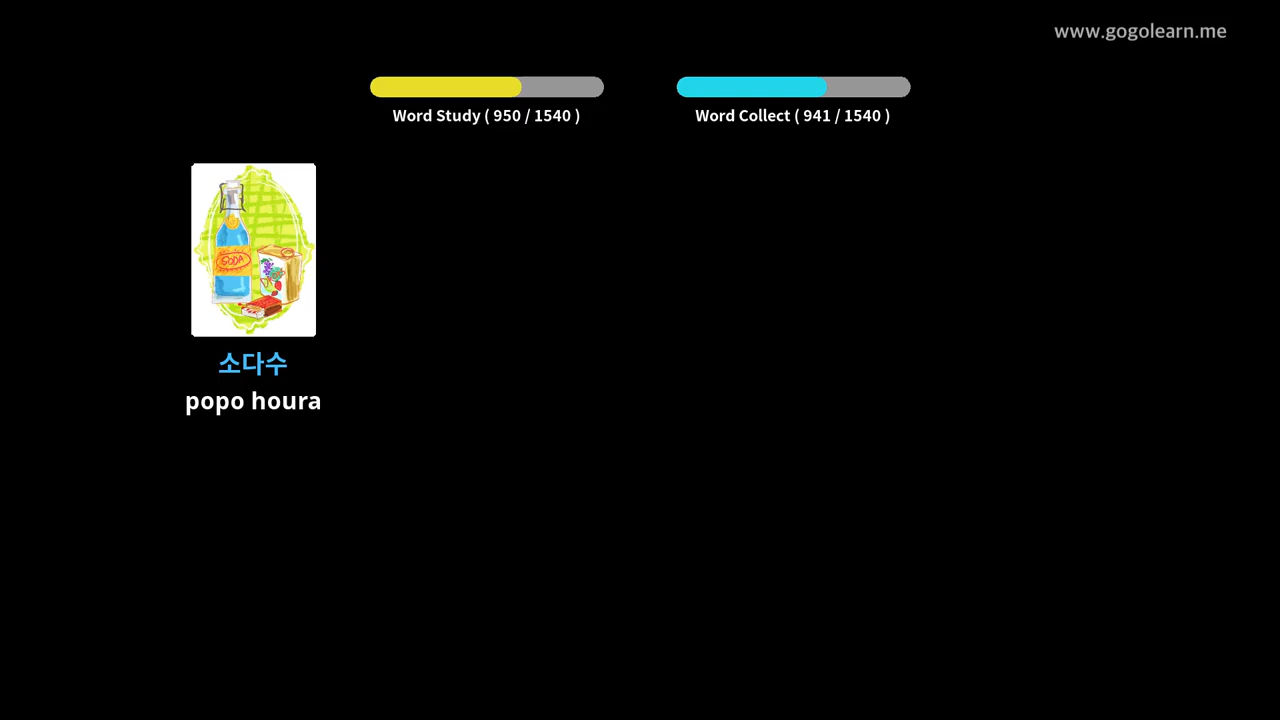 www.gogolearn.me
Word Study ( 950 / 1540 )
Word Collect ( 941 / 1540 )
SODA
소다수
popo houra